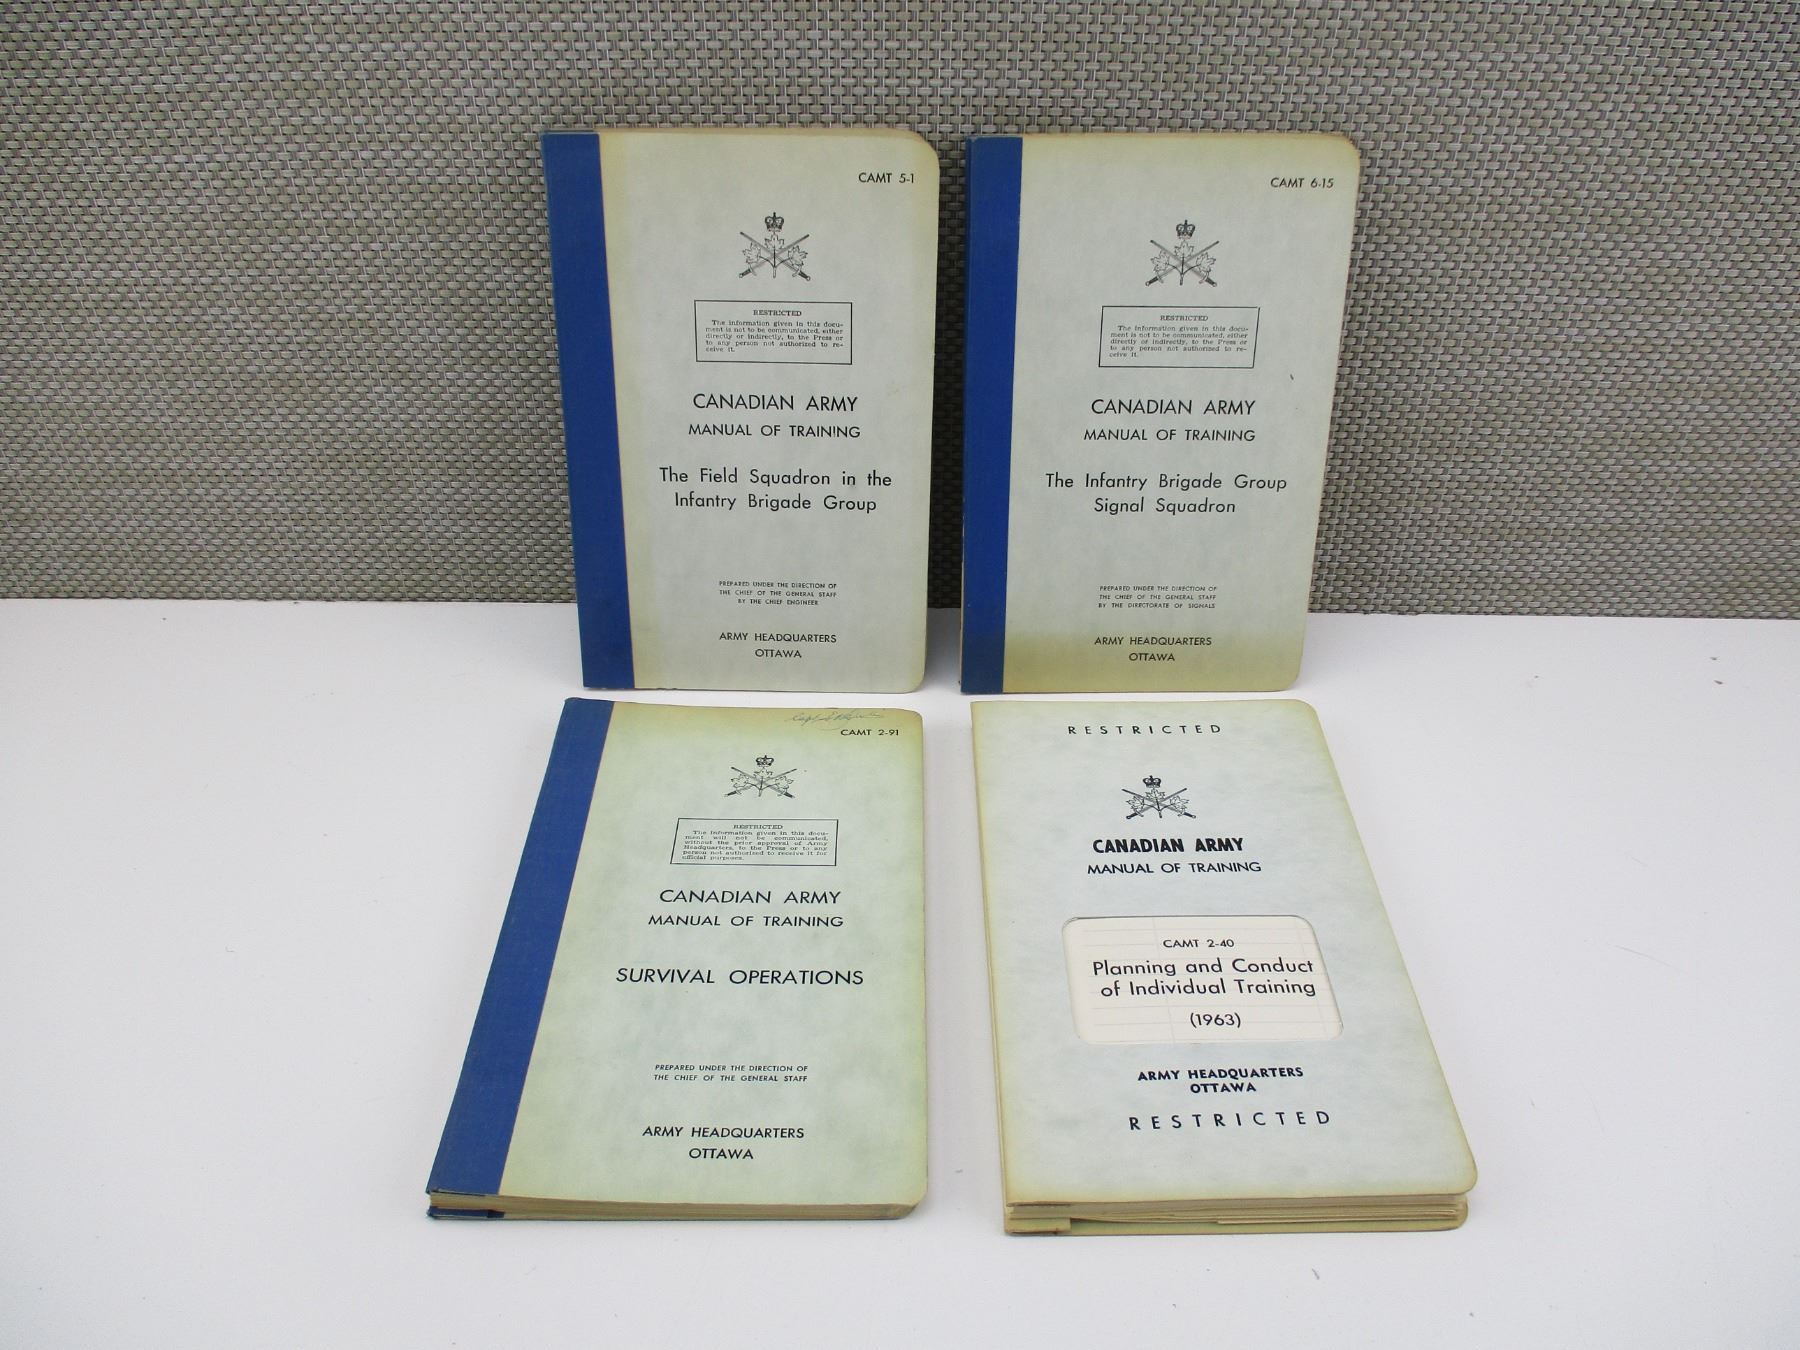 CAMT 5-1
RESTRICTED
The information given in this docu-
ment is not to be communicated, either
directly or indirectly, to the Press or
to any person not authorized to re-
ceive it.
CANADIAN ARMY
MANUAL OF TRAINING
The Field Squadron in the
Infantry Brigade Group
PREPARED UNDER THE DIRECTION OF
THE CHIEF OF THE GENERAL STAFF
BY THE CHIEF ENGINEER
ARMY HEADQUARTERS
OTTAWA
CAMT 6-15
RESTRICTED
The information given in this docu-
ment is not to be communicated, either
directly or indirectly, to the Press or
to any person not authorized to re-
ceive it.
CANADIAN ARMY
MANUAL OF TRAINING
The Infantry Brigade Group
Signal Squadron
PREPARED UNDER THE DIRECTION OF
THE CHIEF OF THE GENERAL STAFF
BY THE DIRECTORATE OF SIGNALS
ARMY HEADQUARTERS
OTTAWA
CAMT 2-91
RESTRICTED
The information given in this docu-
ment will not be communicated,
without the prior approval of Army
Headquarters, to the Press or to any
person not authorized to receive it for
official purposes.
CANADIAN ARMY
MANUAL OF TRAINING
SURVIVAL OPERATIONS
PREPARED UNDER THE DIRECTION OF
THE CHIEF OF THE GENERAL STAFF
ARMY HEADQUARTERS
OTTAWA
RESTRICTED
CANADIAN ARMY
MANUAL OF TRAINING
CAMT 2-40
Planning and Conduct
of Individual Training
(1963)
ARMY HEADQUARTERS
OTTAWA
RESTRICTED